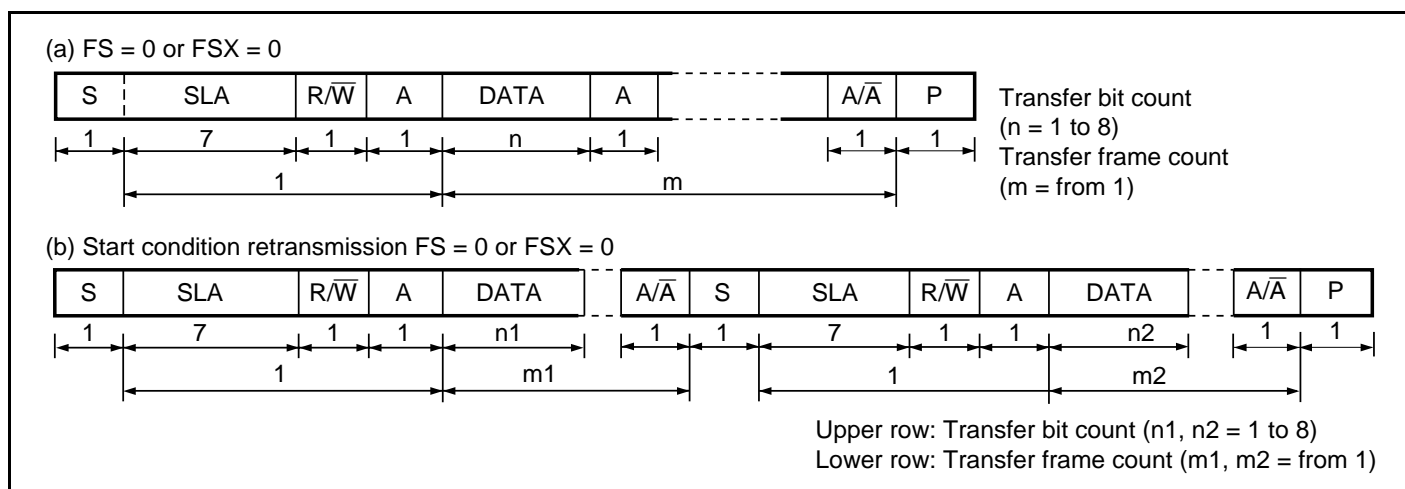 (a) FS = 0 or FSX = 0
S SLA R/W̅ A DATA A A/A̅ P
1 7 1 1 n 1 1 1
1 m
Transfer bit count
(n = 1 to 8)
Transfer frame count
(m = from 1)
(b) Start condition retransmission FS = 0 or FSX = 0
S SLA R/W̅ A DATA A/A̅ S SLA R/W̅ A DATA A/A̅ P
1 7 1 1 n1 1 1 7 1 1 n2 1 1
1 m1 1 m2
Upper row: Transfer bit count (n1, n2 = 1 to 8)
Lower row: Transfer frame count (m1, m2 = from 1)